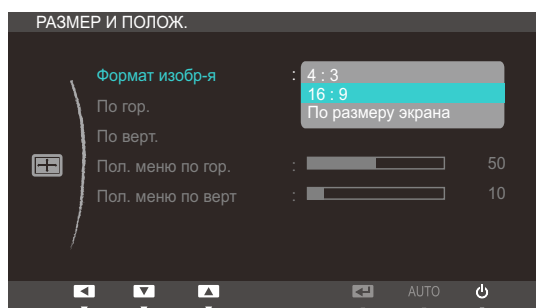 РАЗМЕР И ПОЛОЖ.
Формат изобр-я : 4 : 3
16 : 9
По размеру экрана
По гор.
По верт.
Пол. меню по гор. : 50
Пол. меню по верт : 10
AUTO